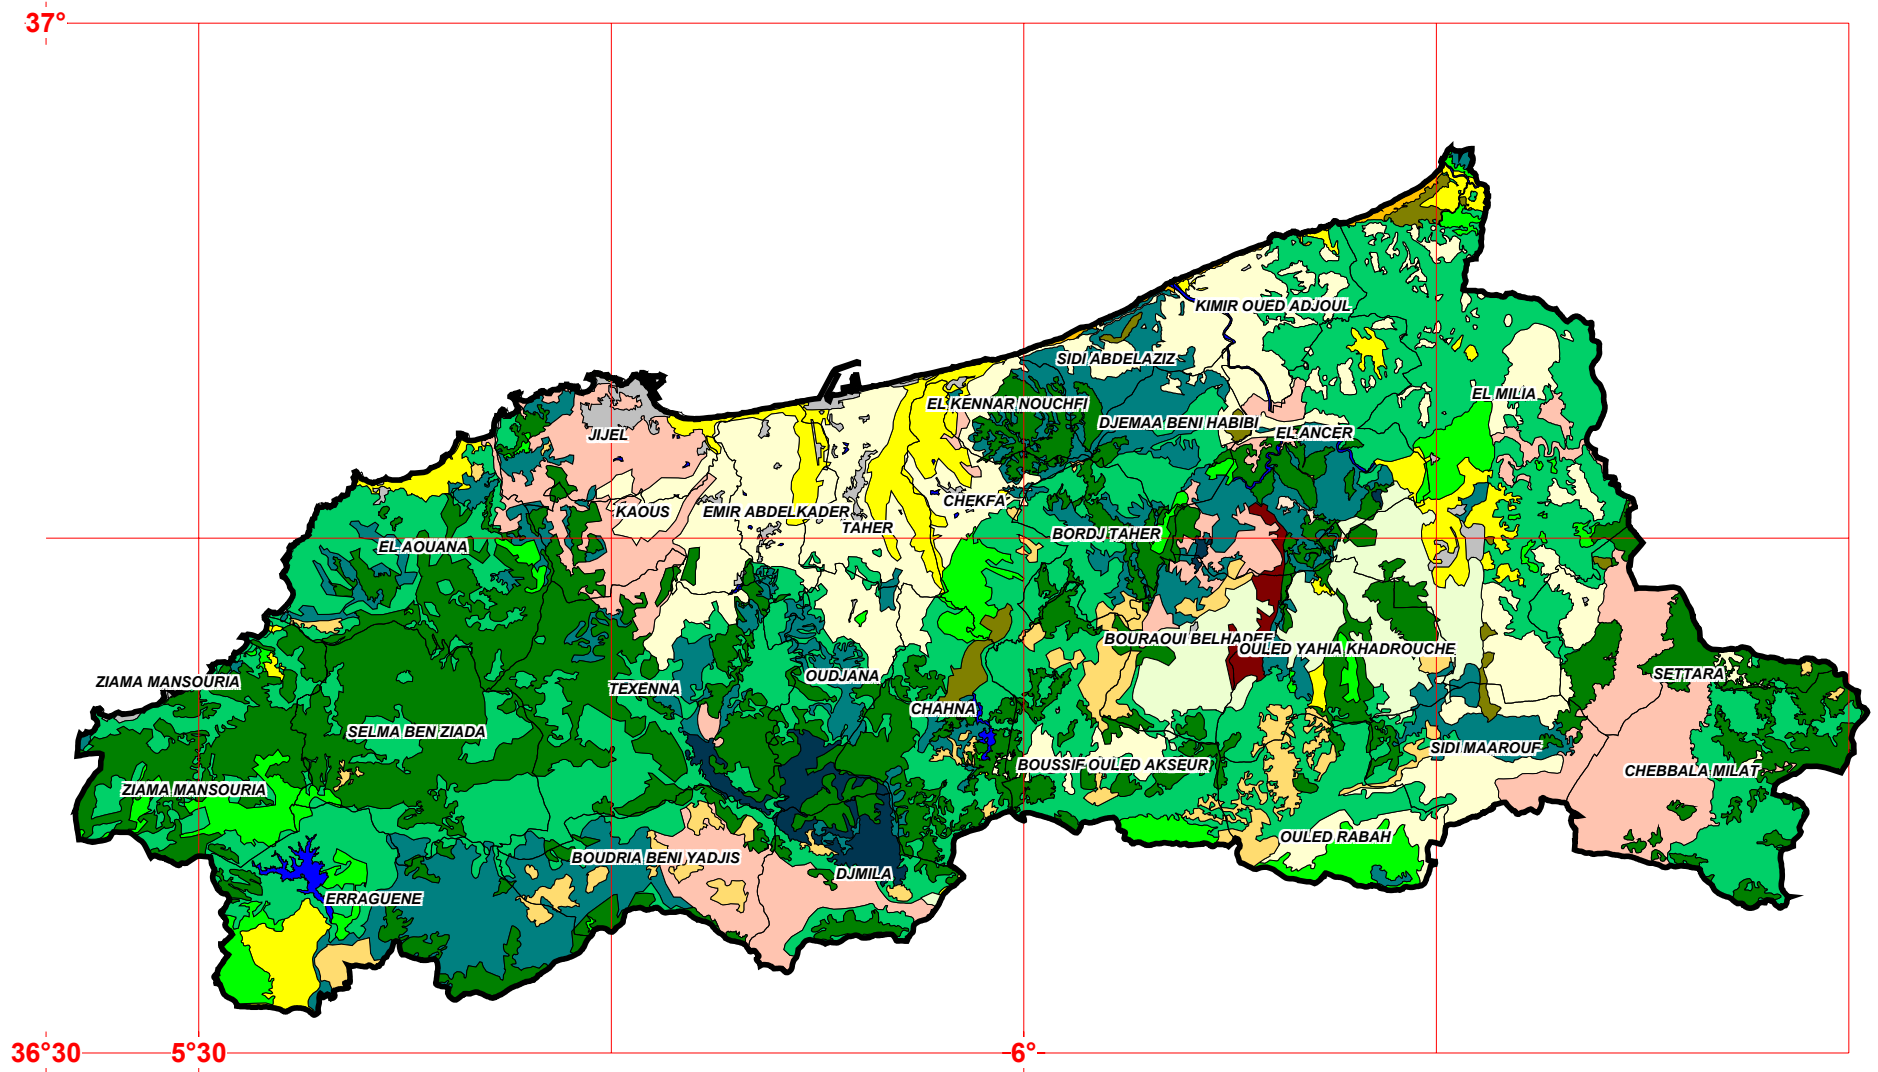 37°
KIMIR OUED ADJOUL
SIDI ABDELAZIZ
EL MILIA
EL KENNAR NOUCHFI
DJEMAA BENI HABIBI
EL ANCER
JIJEL
CHEKFA
KAOUS
EMIR ABDELKADER
TAHER
BORDJ TAHER
EL AOUANA
BOURAOUI BELHADEF
OULED YAHIA KHADROUCHE
SETTARA
OUDJANA
ZIAMA MANSOURIA
TEXENNA
CHAHNA
SELMA BEN ZIADA
SIDI MAAROUF
BOUSSIF OULED AKSEUR
CHEBBALA MILAT
ZIAMA MANSOURIA
OULED RABAH
BOUDRIA BENI YADJIS
DJMILA
ERRAGUENE
36°30
5°30
6°